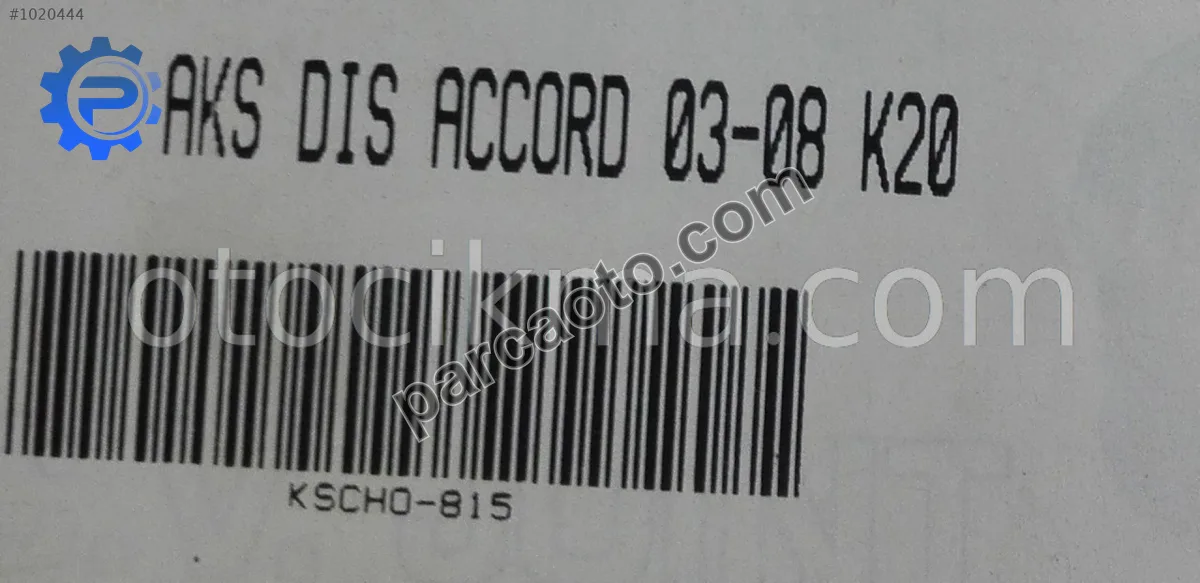 #1020444
AKS DIS ACCORD 03-08 K20
otocikma.com
parcaoto.com
KSCHO-815